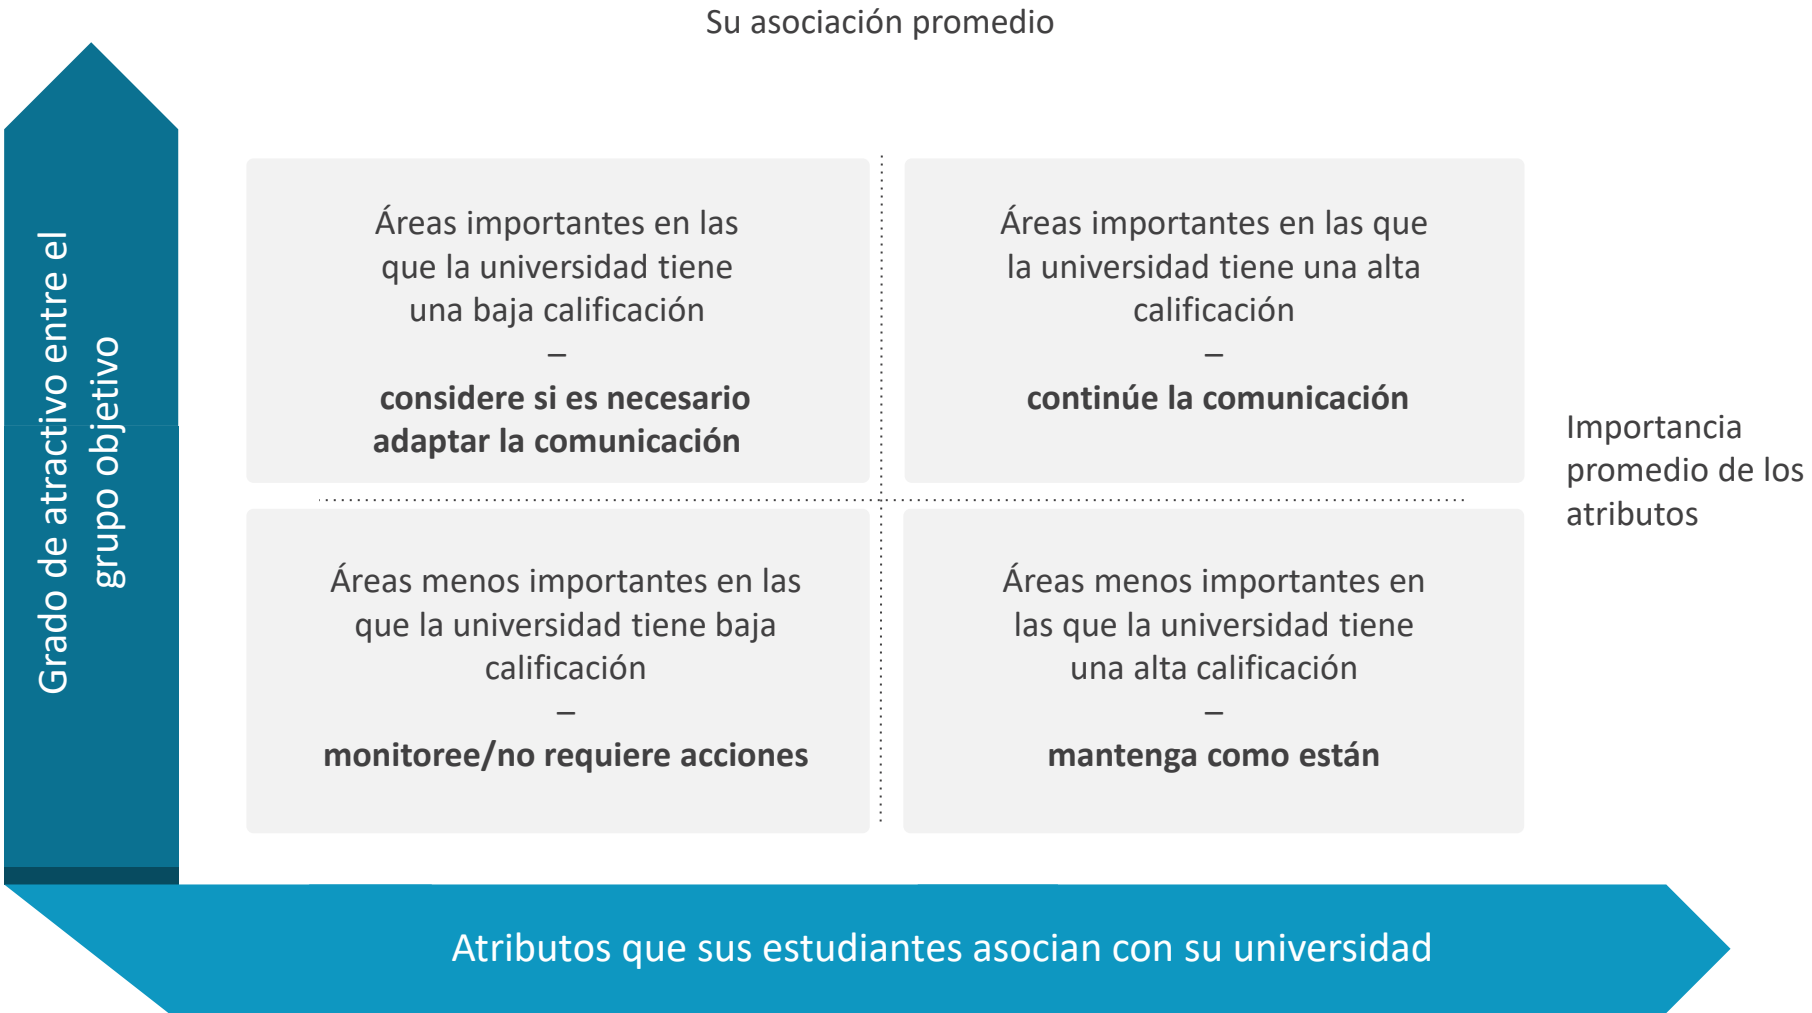 Su asociación promedio
Grado de atractivo entre el
grupo objetivo
Áreas importantes en las
que la universidad tiene
una baja calificación
–
considere si es necesario
adaptar la comunicación
Áreas importantes en las que
la universidad tiene una alta
calificación
–
continúe la comunicación
Importancia
promedio de los
atributos
Áreas menos importantes en las
que la universidad tiene baja
calificación
–
monitoree/no requiere acciones
Áreas menos importantes en
las que la universidad tiene
una alta calificación
–
mantenga como están
Atributos que sus estudiantes asocian con su universidad